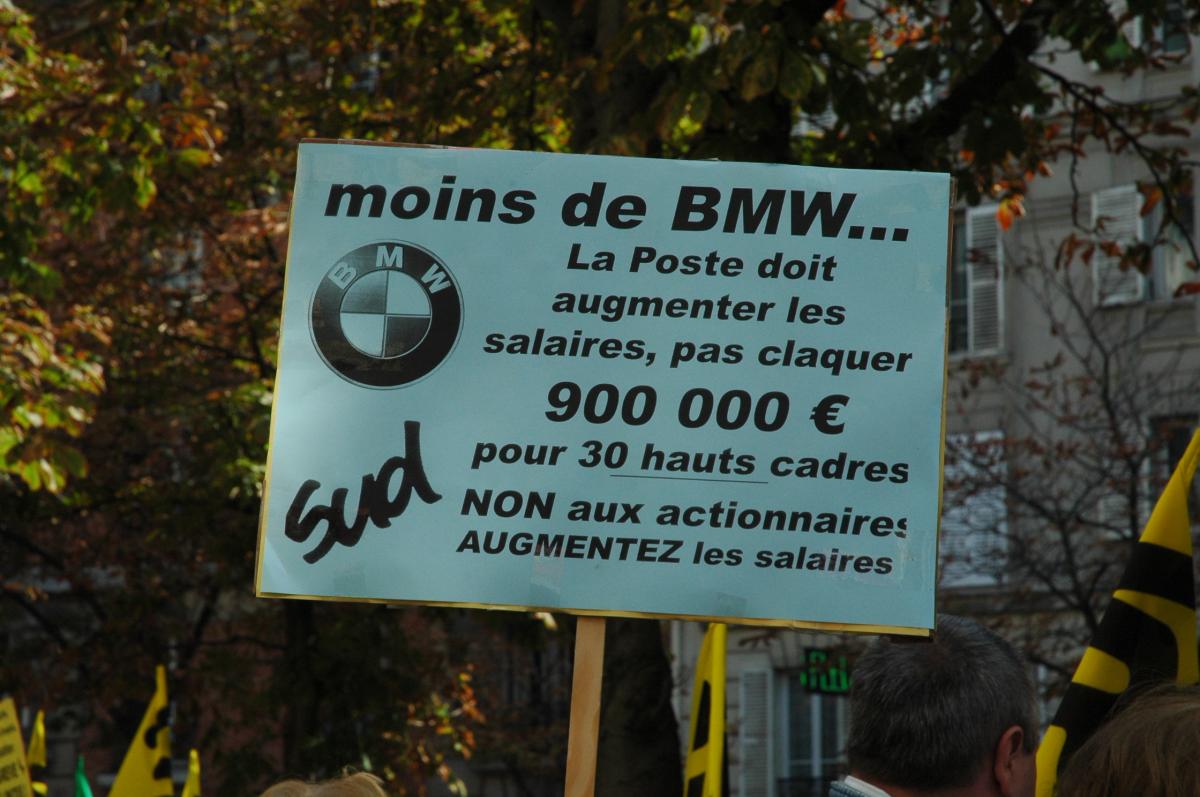 moins de BMW...
BMW
La Poste doit
augmenter les
salaires, pas claquer
900 000 €
pour 30 hauts cadres
Sud
NON aux actionnaires
AUGMENTEZ les salaires